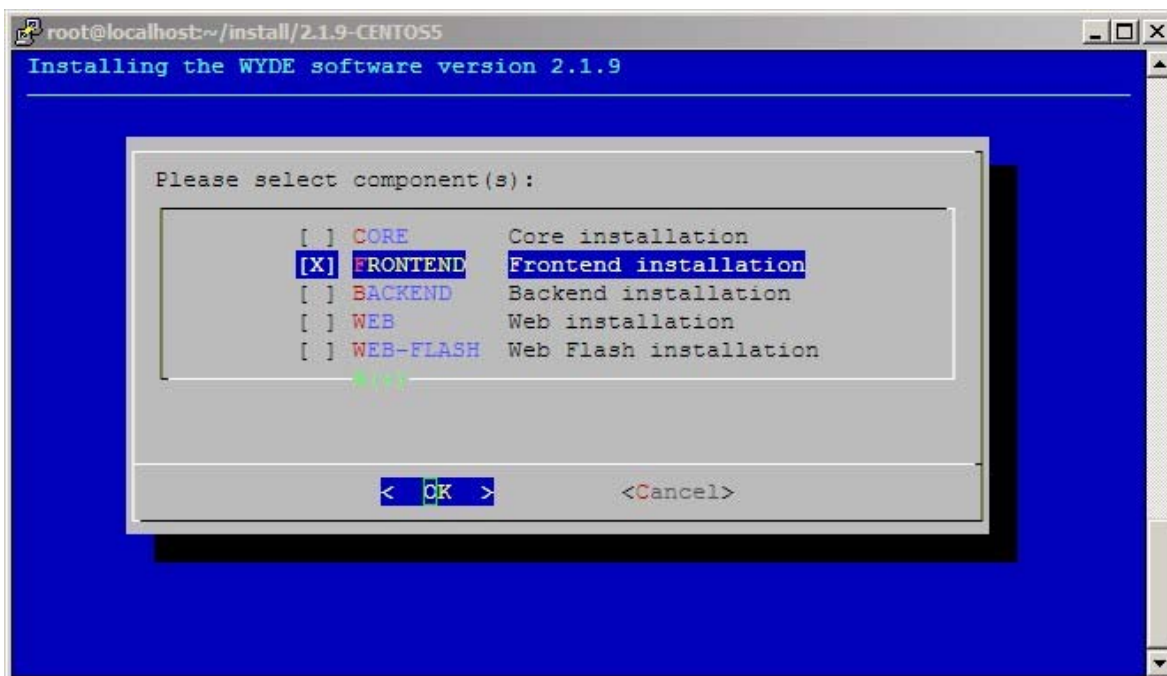 root@localhost:~/install/2.1.9-CENTOS5
Installing the WYDE software version 2.1.9
Please select component(s):
[ ] CORE Core installation
[X] FRONTEND Frontend installation
[ ] BACKEND Backend installation
[ ] WEB Web installation
[ ] WEB-FLASH Web Flash installation
< OK > <Cancel>